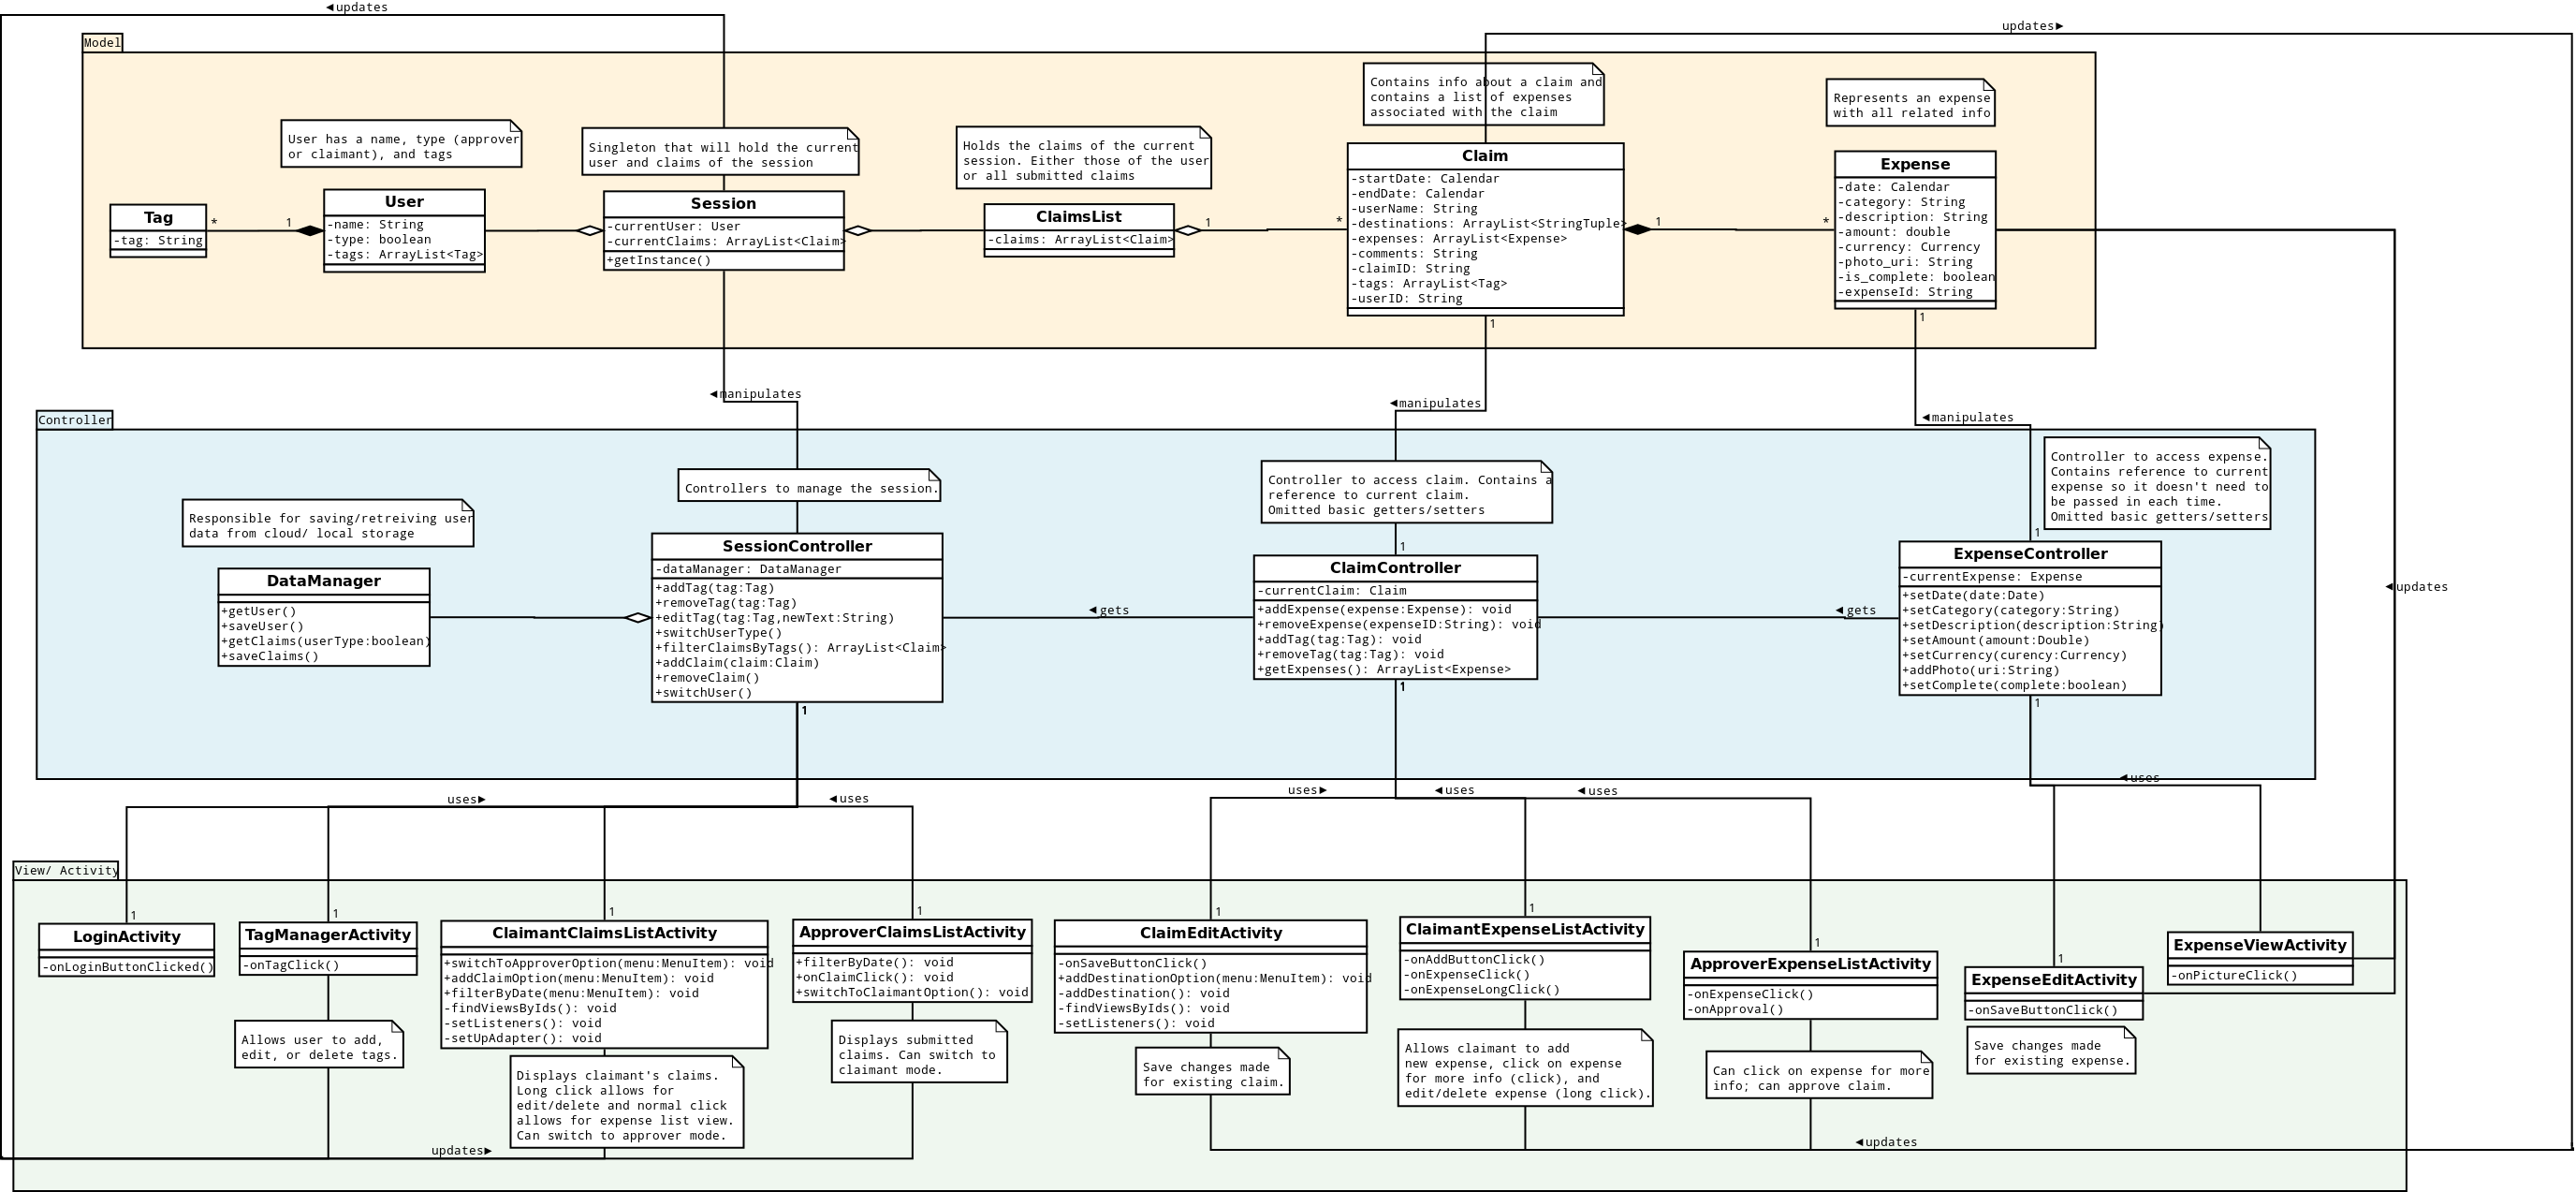 ◄updates
updates►
Model
Contains info about a claim and
contains a list of expenses
associated with the claim
Represents an expense
with all related info
User has a name, type (approver
or claimant), and tags
Singleton that will hold the current
user and claims of the session
Holds the claims of the current
session. Either those of the user
or all submitted claims
Tag
-tag: String
*
1
User
-name: String
-type: boolean
-tags: ArrayList<Tag>
Session
-currentUser: User
-currentClaims: ArrayList<Claim>
+getInstance()
ClaimsList
-claims: ArrayList<Claim>
1
*
Claim
-startDate: Calendar
-endDate: Calendar
-userName: String
-destinations: ArrayList<StringTuple>
-expenses: ArrayList<Expense>
-comments: String
-claimID: String
-tags: ArrayList<Tag>
-userID: String
1
*
1
Expense
-date: Calendar
-category: String
-description: String
-amount: double
-currency: Currency
-photo_uri: String
-is_complete: boolean
-expenseId: String
1
◄manipulates
◄manipulates
◄manipulates
Controller
Controllers to manage the session.
Controller to access claim. Contains a
reference to current claim.
Omitted basic getters/setters
Controller to access expense.
Contains reference to current
expense so it doesn't need to
be passed in each time.
Omitted basic getters/setters
Responsible for saving/retreiving user
data from cloud/ local storage
DataManager
+getUser()
+saveUser()
+getClaims(userType:boolean)
+saveClaims()
SessionController
-dataManager: DataManager
+addTag(tag:Tag)
+removeTag(tag:Tag)
+editTag(tag:Tag,newText:String)
+switchUserType()
+filterClaimsByTags(): ArrayList<Claim>
+addClaim(claim:Claim)
+removeClaim()
+switchUser()
1
◄gets
1
ClaimController
-currentClaim: Claim
+addExpense(expense:Expense): void
+removeExpense(expenseID:String): void
+addTag(tag:Tag): void
+removeTag(tag:Tag): void
+getExpenses(): ArrayList<Expense>
1
◄gets
1
ExpenseController
-currentExpense: Expense
+setDate(date:Date)
+setCategory(category:String)
+setDescription(description:String)
+setAmount(amount:Double)
+setCurrency(curency:Currency)
+addPhoto(uri:String)
+setComplete(complete:boolean)
1
◄updates
uses►
◄uses
uses►
◄uses
◄uses
◄uses
View/ Activity
1
LoginActivity
-onLoginButtonClicked()
1
TagManagerActivity
-onTagClick()
Allows user to add,
edit, or delete tags.
1
ClaimantClaimsListActivity
+switchToApproverOption(menu:MenuItem): void
+addClaimOption(menu:MenuItem): void
+filterByDate(menu:MenuItem): void
-findViewsByIds(): void
-setListeners(): void
-setUpAdapter(): void
Displays claimant's claims.
Long click allows for
edit/delete and normal click
allows for expense list view.
Can switch to approver mode.
1
ApproverClaimsListActivity
+filterByDate(): void
+onClaimClick(): void
+switchToClaimantOption(): void
Displays submitted
claims. Can switch to
claimant mode.
1
ClaimEditActivity
-onSaveButtonClick()
+addDestinationOption(menu:MenuItem): void
-addDestination(): void
-findViewsByIds(): void
-setListeners(): void
Save changes made
for existing claim.
1
ClaimantExpenseListActivity
-onAddButtonClick()
-onExpenseClick()
-onExpenseLongClick()
Allows claimant to add
new expense, click on expense
for more info (click), and
edit/delete expense (long click).
1
ApproverExpenseListActivity
-onExpenseClick()
-onApproval()
Can click on expense for more
info; can approve claim.
1
ExpenseEditActivity
-onSaveButtonClick()
Save changes made
for existing expense.
ExpenseViewActivity
-onPictureClick()
updates►
◄updates